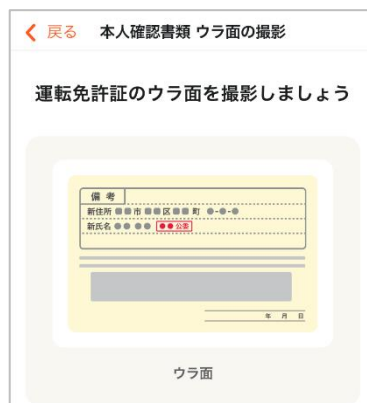 戻る 本人確認書類 ウラ面の撮影
運転免許証のウラ面を撮影しましょう
備 考
新住所 ●●市 ●●区●●町 ●-●-●
新氏名 ●● ●● ●●公委
年 月 日
ウラ面